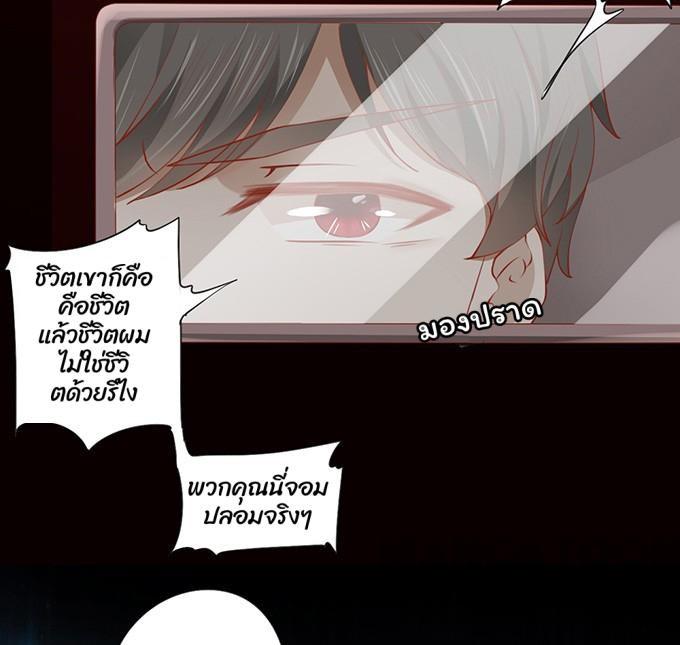 มองปราด
ชีวิตเขาก็คือ
คือชีวิต
แล้วชีวิตผม
ไม่ใช่ชีวิ
ตด้วยรึไง
พวกคุณนี่จอม
ปลอมจริงๆ